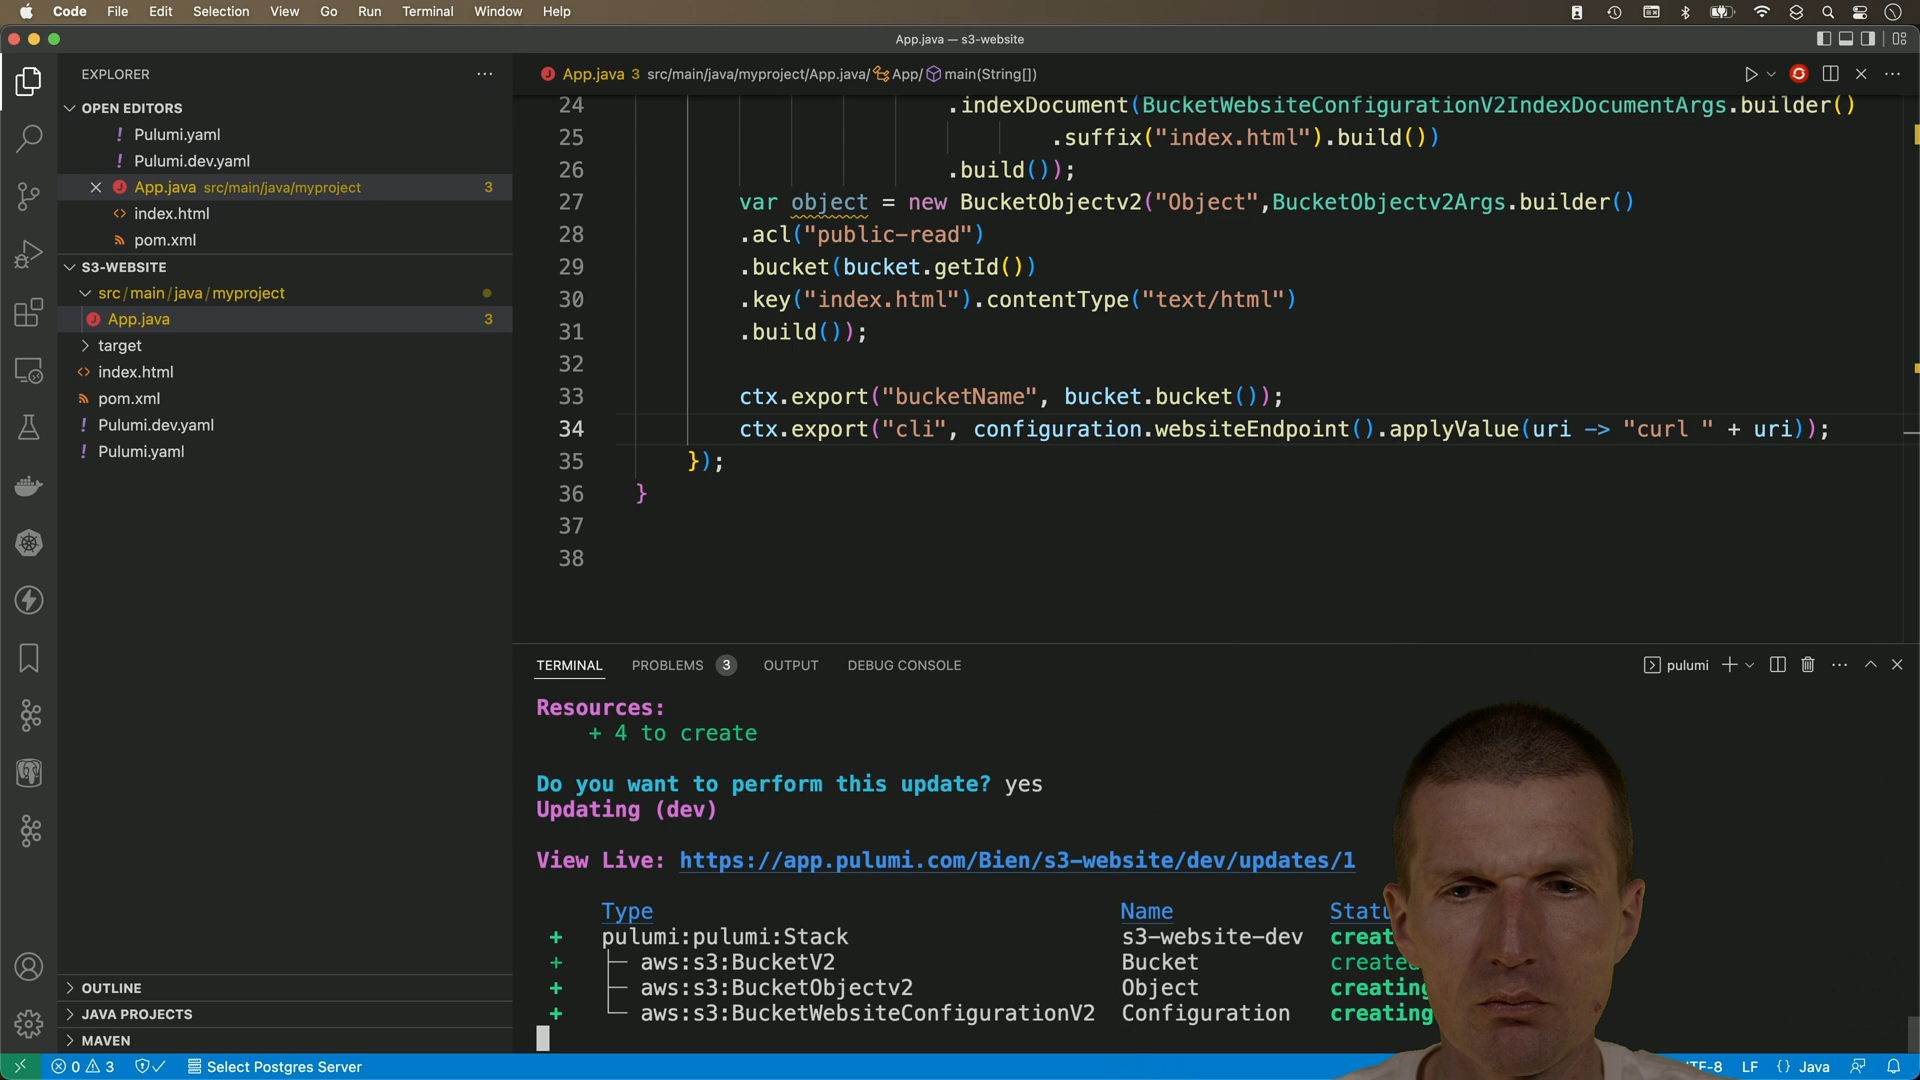 Code File Edit Selection View Go Run Terminal Window Help
App.java — s3-website
EXPLORER
OPEN EDITORS
! Pulumi.yaml
! Pulumi.dev.yaml
App.java src/main/java/myproject 3
index.html
pom.xml
S3-WEBSITE
src/main/java/myproject
App.java 3
target
index.html
pom.xml
! Pulumi.dev.yaml
! Pulumi.yaml
OUTLINE
JAVA PROJECTS
MAVEN
App.java 3 src/main/java/myproject/App.java/ App/ main(String[])
24 .indexDocument(BucketWebsiteConfigurationV2IndexDocumentArgs.builder()
25 .suffix("index.html").build())
26 .build());
27 var object = new BucketObjectv2("Object",BucketObjectv2Args.builder()
28 .acl("public-read")
29 .bucket(bucket.getId())
30 .key("index.html").contentType("text/html")
31 .build());
32
33 ctx.export("bucketName", bucket.bucket());
34 ctx.export("cli", configuration.websiteEndpoint().applyValue(uri -> "curl " + uri));
35 });
36 }
37
38
TERMINAL PROBLEMS 3 OUTPUT DEBUG CONSOLE pulumi
Resources:
+ 4 to create
Do you want to perform this update? yes
Updating (dev)
View Live: https://app.pulumi.com/Bien/s3-website/dev/updates/1
Type Name
+ pulumi:pulumi:Stack s3-website-dev
+ aws:s3:BucketV2 Bucket created
+ aws:s3:BucketObjectv2 Object creating
+ aws:s3:BucketWebsiteConfigurationV2 Configuration creating
0 3 Select Postgres Server LF {} Java